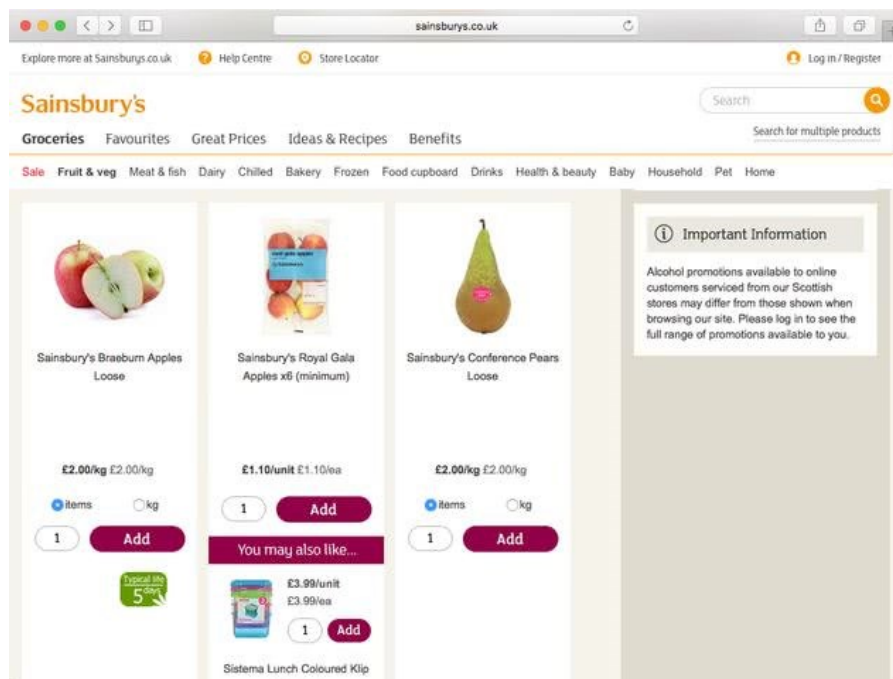 sainsburys.co.uk
Explore more at Sainsburys.co.uk
Help Centre
Store Locator
Log in / Register
Sainsbury's
Search
Groceries Favourites Great Prices Ideas & Recipes Benefits
Search for multiple products
Sale Fruit & veg Meat & fish Dairy Chilled Bakery Frozen Food cupboard Drinks Health & beauty Baby Household Pet Home
Sainsbury's Braeburn Apples
Loose
£2.00/kg £2.00/kg
items kg
1 Add
Typical life
5 days
Sainsbury's Royal Gala
Apples x6 (minimum)
£1.10/unit £1.10/ea
1 Add
You may also like...
£3.99/unit
£3.99/ea
1 Add
Sistema Lunch Coloured Klip
Sainsbury's Conference Pears
Loose
£2.00/kg £2.00/kg
items kg
1 Add
Important Information
Alcohol promotions available to online
customers serviced from our Scottish
stores may differ from those shown when
browsing our site. Please log in to see the
full range of promotions available to you.